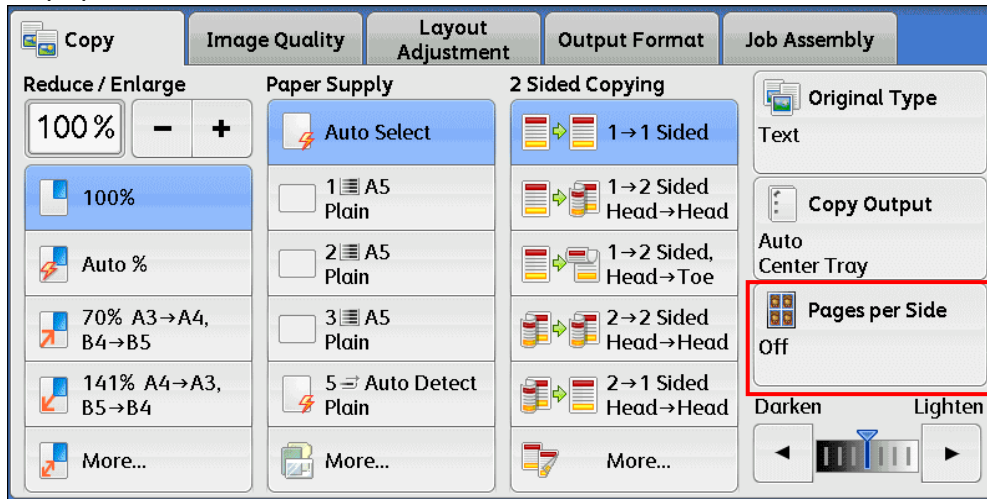 Copy
Image Quality
Layout
Adjustment
Output Format
Job Assembly
Reduce / Enlarge
100%
-
+
100%
Auto %
70% A3→A4,
B4→B5
141% A4→A3,
B5→B4
More...
Paper Supply
Auto Select
1 A5
Plain
2 A5
Plain
3 A5
Plain
5 Auto Detect
Plain
More...
2 Sided Copying
1→1 Sided
1→2 Sided
Head→Head
1→2 Sided,
Head→Toe
2→2 Sided
Head→Head
2→1 Sided
Head→Head
More...
Original Type
Text
Copy Output
Auto
Center Tray
Pages per Side
Off
Darken Lighten